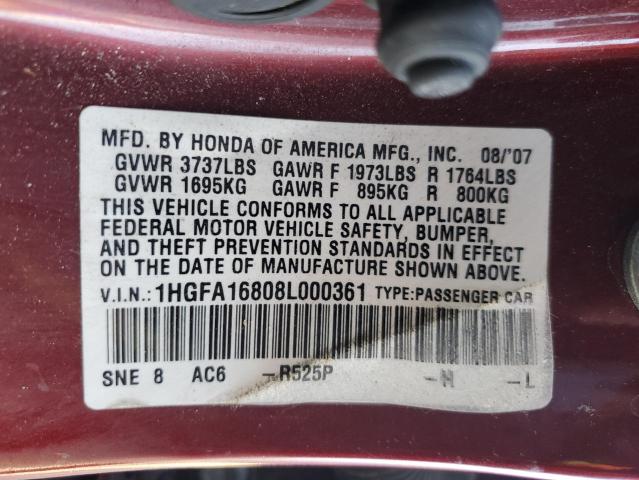 MFD. BY HONDA OF AMERICA MFG., INC. 08/'07
GVWR 3737LBS GAWR F 1973LBS R 1764LBS
GVWR 1695KG GAWR F 895KG R 800KG
THIS VEHICLE CONFORMS TO ALL APPLICABLE
FEDERAL MOTOR VEHICLE SAFETY, BUMPER,
AND THEFT PREVENTION STANDARDS IN EFFECT
ON THE DATE OF MANUFACTURE SHOWN ABOVE.
V.I.N.: 1HGFA16808L000361 TYPE:PASSENGER CAR
SNE 8 AC6 -R525P -H -L